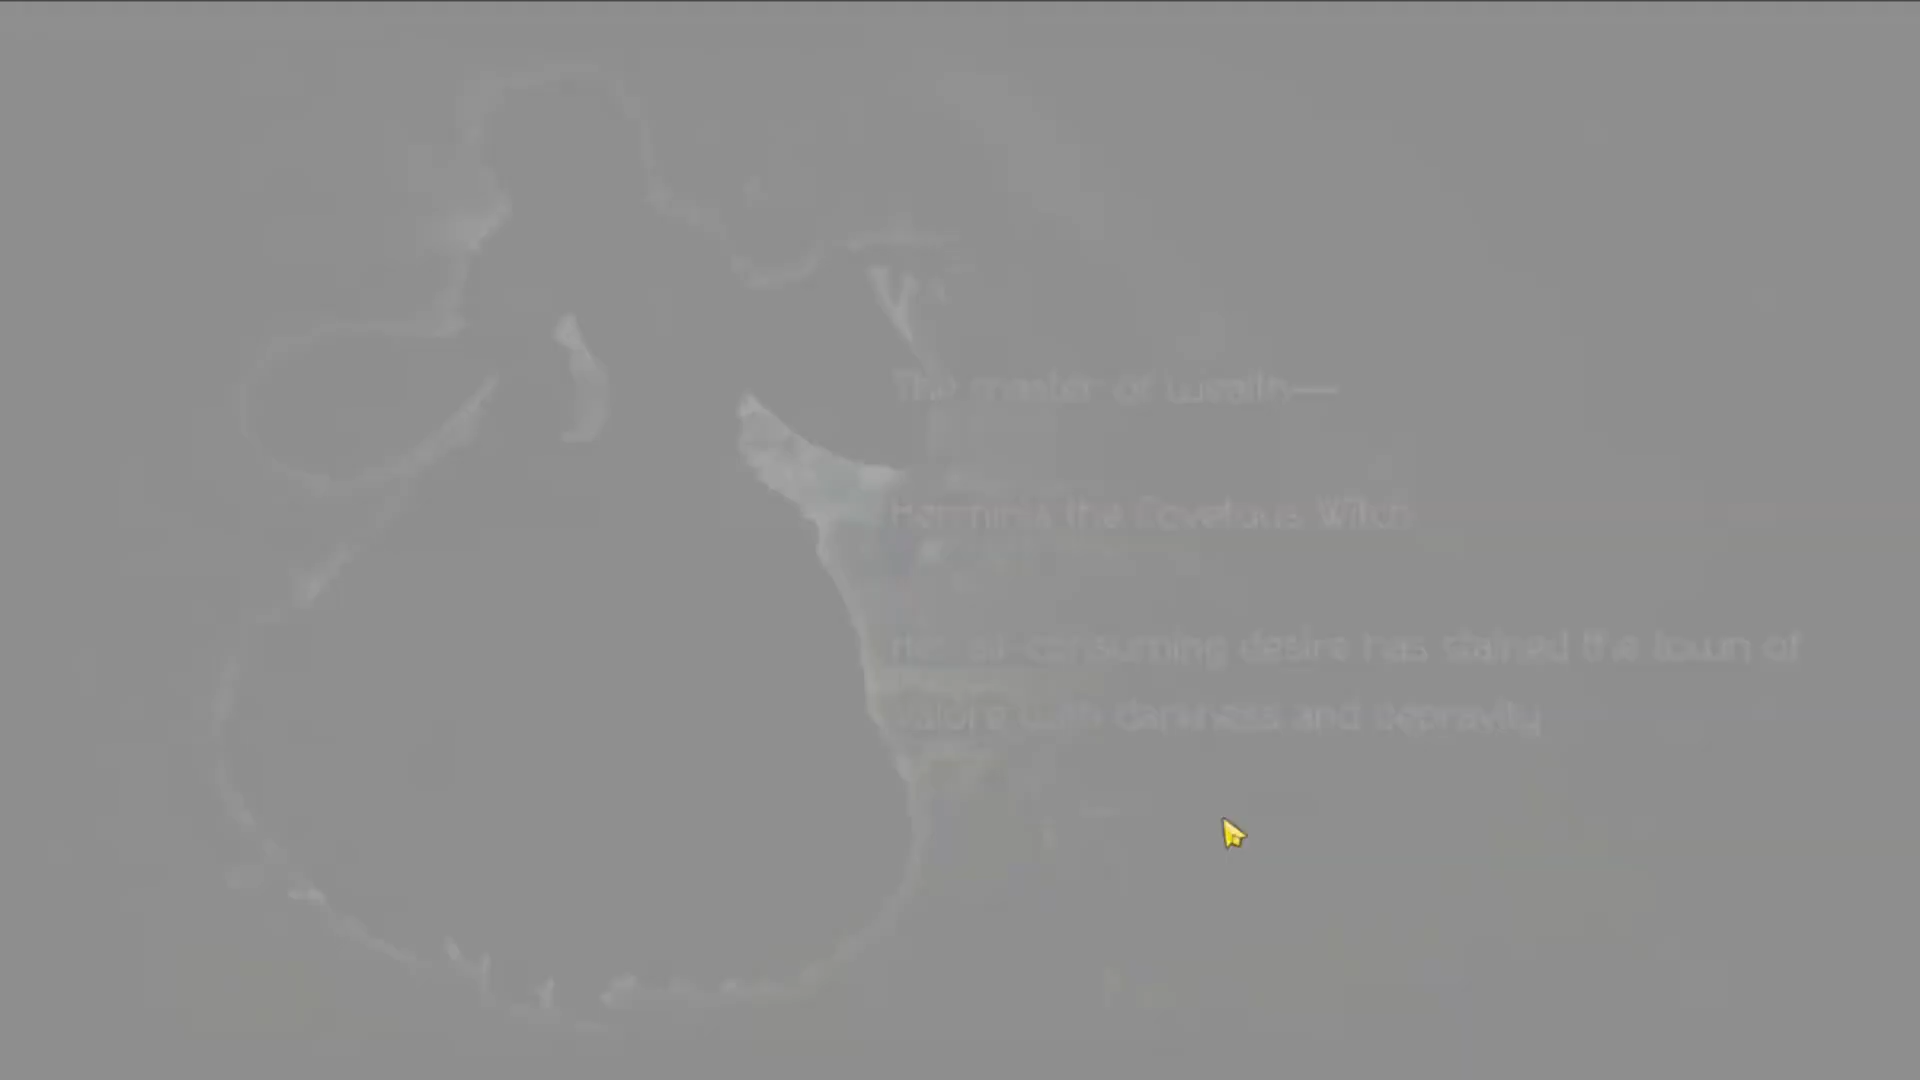 The master of wealth—
the Covetous Witch
all-consuming desire has stained the town of
with darkness and depravity